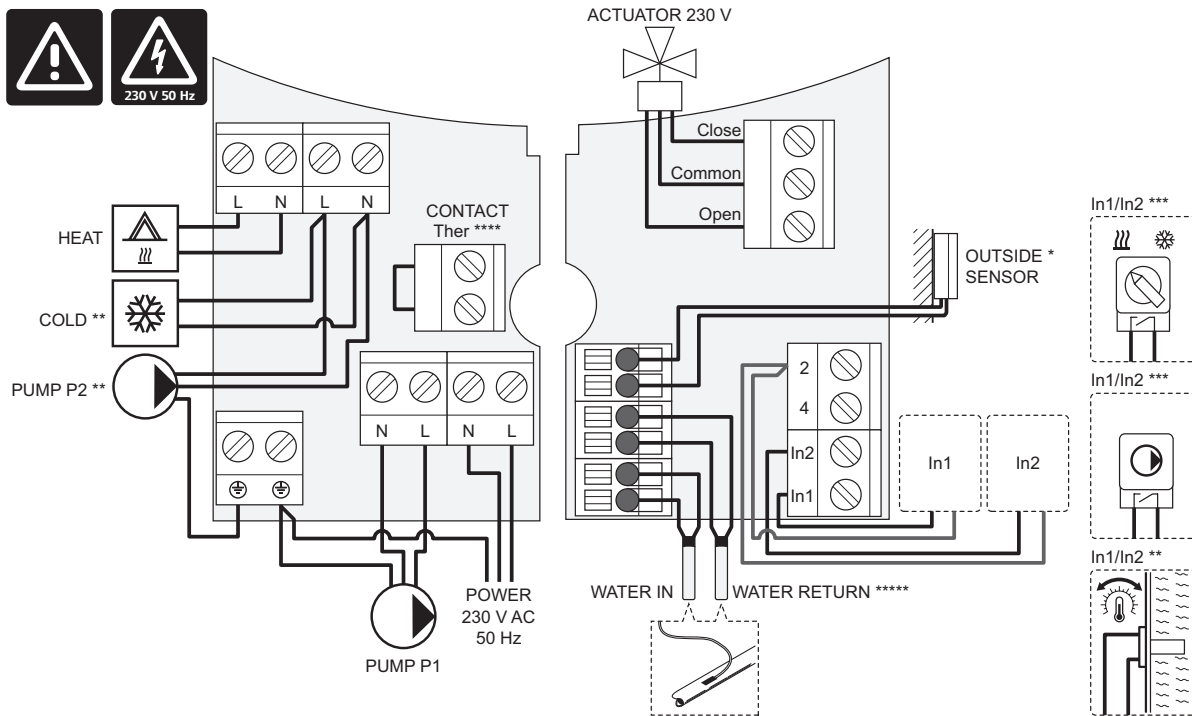 230 V 50 Hz
ACTUATOR 230 V
Close
Common
Open
L N L N
HEAT
COLD **
PUMP P2 **
CONTACT
Ther ****
N L N L
PUMP P1
POWER
230 V AC
50 Hz
OUTSIDE *
SENSOR
2
4
In2
In1
In1
In2
WATER IN
WATER RETURN *****
In1/In2 ***
In1/In2 ***
In1/In2 **